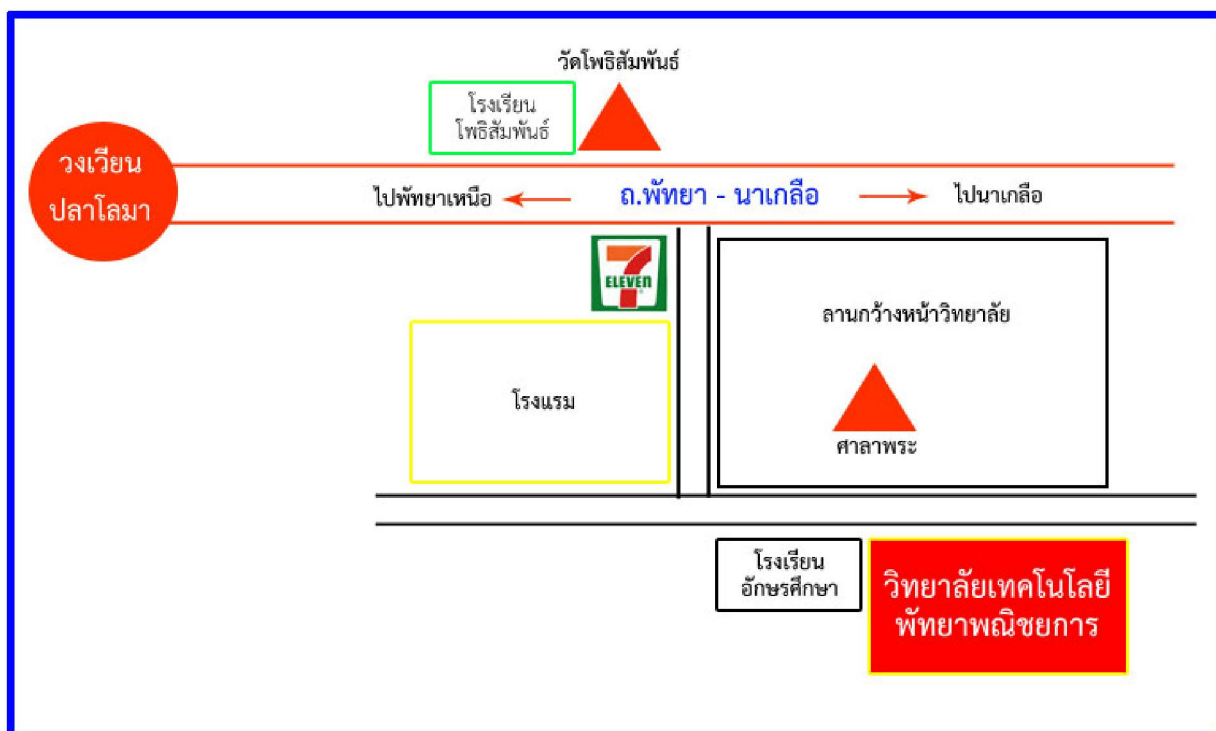 วัดโพธิสัมพันธ์
โรงเรียน
โพธิสัมพันธ์
วงเวียน
ปลาโลมา
ไปพัทยาเหนือ
ถ.พัทยา - นาเกลือ
ไปนาเกลือ
7
ELEVEn
ลานกว้างหน้าวิทยาลัย
โรงแรม
ศาลาพระ
โรงเรียน
อักษรศึกษา
วิทยาลัยเทคโนโลยี
พัทยาพณิชยการ